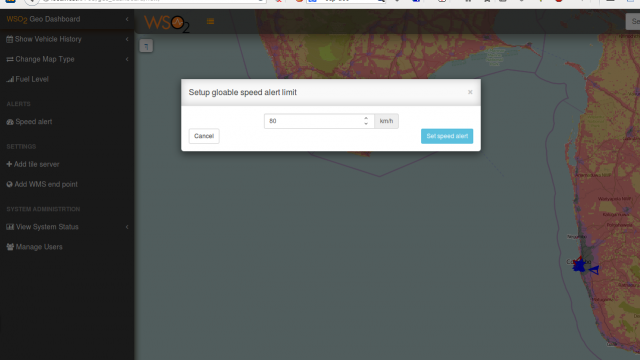 WSO2 Geo Dashboard
WSO2
Show Vehicle History
Change Map Type
Fuel Level
ALERTS
Speed alert
SETTINGS
Add tile server
Add WMS end point
SYSTEM ADMINISTRATION
View System Status
Manage Users
Setup gloable speed alert limit
×
80
km/h
Cancel
Set speed alert
Se